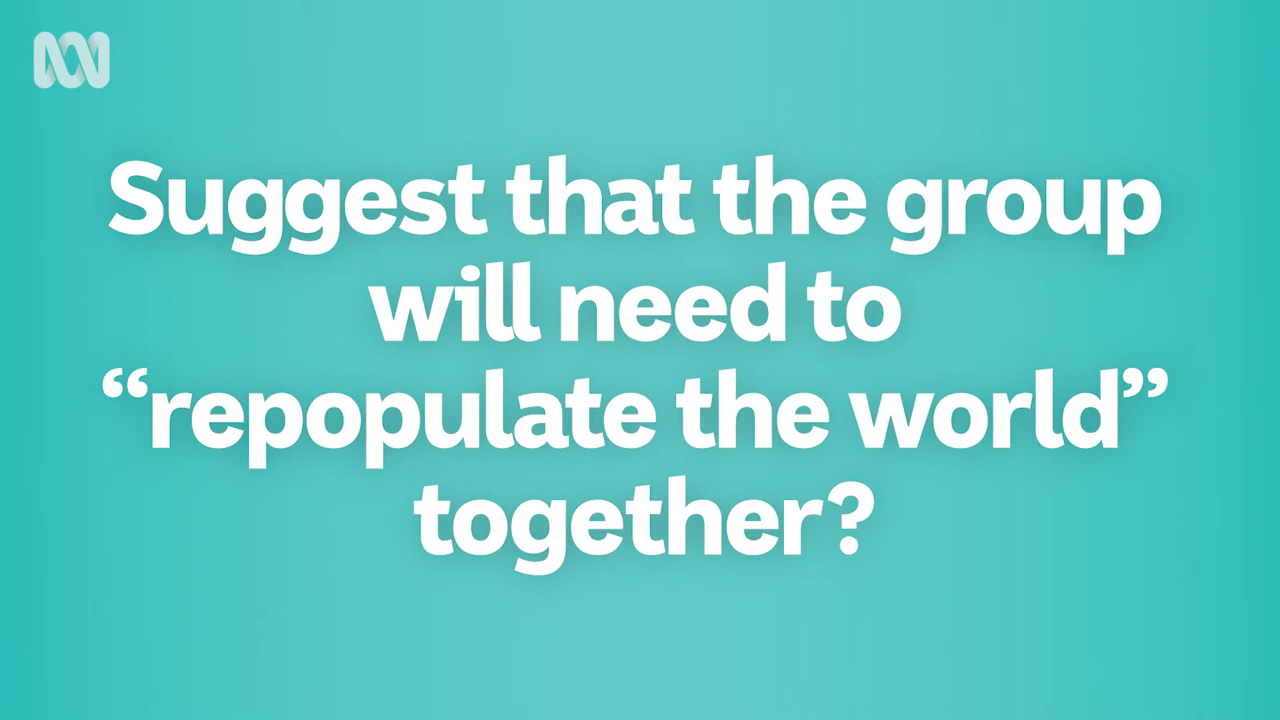 Suggest that the group
will need to
“repopulate the world”
together?